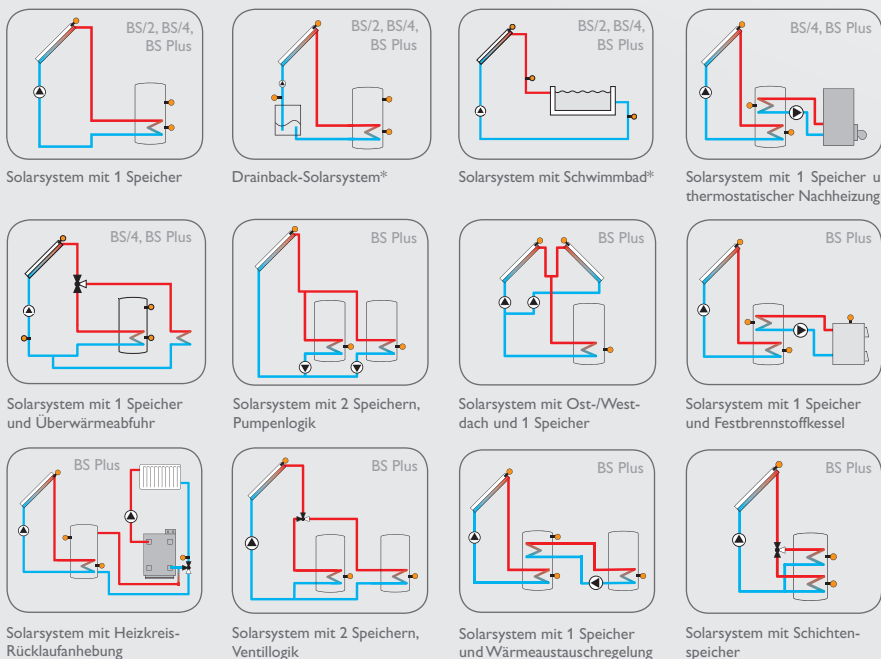 BS/2, BS/4,
BS Plus
Solarsystem mit 1 Speicher
BS/2, BS/4,
BS Plus
Drainback-Solarsystem*
BS/2, BS/4,
BS Plus
Solarsystem mit Schwimmbad*
BS/4, BS Plus
Solarsystem mit 1 Speicher u
thermostatischer Nachheizung
BS/4, BS Plus
Solarsystem mit 1 Speicher
und Überwärmeabfuhr
BS Plus
Solarsystem mit 2 Speichern,
Pumpenlogik
BS Plus
Solarsystem mit Ost-/West-
dach und 1 Speicher
BS Plus
Solarsystem mit 1 Speicher
und Festbrennstoffkessel
BS Plus
Solarsystem mit Heizkreis-
Rücklaufanhebung
BS Plus
Solarsystem mit 2 Speichern,
Ventillogik
BS Plus
Solarsystem mit 1 Speicher
und Wärmeaustauschregelung
BS Plus
Solarsystem mit Schichten-
speicher